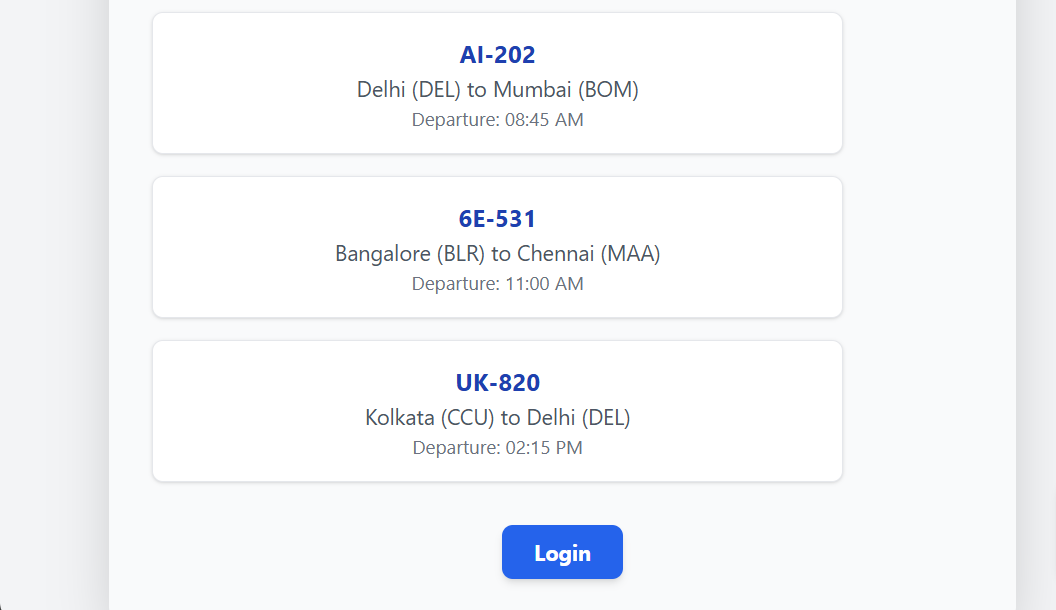 AI-202
Delhi (DEL) to Mumbai (BOM)
Departure: 08:45 AM
6E-531
Bangalore (BLR) to Chennai (MAA)
Departure: 11:00 AM
UK-820
Kolkata (CCU) to Delhi (DEL)
Departure: 02:15 PM
Login